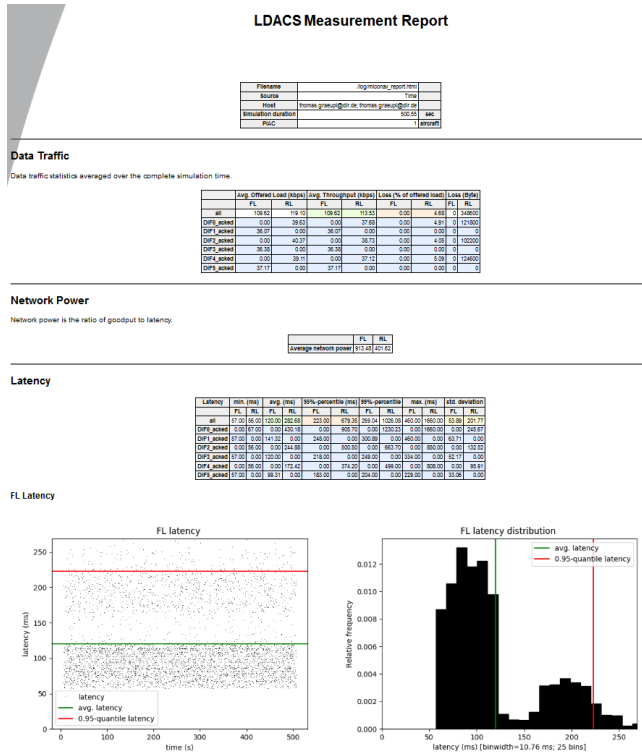 LDACS Measurement Report
Filename ./log/miconav_report.html
Source Time
Host thomas.graeupl@dlr.de; thomas.graeupl@dlr.de
Simulation duration 500.55 sec
PIAC 1 aircraft
Data Traffic
Data traffic statistics averaged over the complete simulation time.
Avg. Offered Load (kbps) Avg. Throughput (kbps) Loss (% of offered load) Loss (Byte)
FL RL FL RL FL RL FL RL
all 109.62 119.10 109.62 113.53 0.00 4.68 0 348600
DIF0_acked 0.00 39.63 0.00 37.68 0.00 4.91 0 121800
DIF1_acked 36.07 0.00 36.07 0.00 0.00 0.00 0 0
DIF2_acked 0.00 40.37 0.00 38.73 0.00 4.05 0 102200
DIF3_acked 36.38 0.00 36.38 0.00 0.00 0.00 0 0
DIF4_acked 0.00 39.11 0.00 37.12 0.00 5.09 0 124600
DIF5_acked 37.17 0.00 37.17 0.00 0.00 0.00 0 0
Network Power
Network power is the ratio of goodput to latency.
FL RL
Average network power 913.48 401.62
Latency
Latency min. (ms) avg. (ms) 95%-percentile (ms) 99%-percentile max. (ms) std. deviation
FL RL FL RL FL RL FL RL FL RL FL RL
all 57.00 56.00 120.00 282.68 223.00 679.35 269.04 1025.08 460.00 1660.00 53.89 201.77
DIF0_acked 0.00 67.00 0.00 430.16 0.00 905.70 0.00 1230.23 0.00 1660.00 0.00 245.67
DIF1_acked 57.00 0.00 141.32 0.00 248.00 0.00 300.89 0.00 460.00 0.00 63.71 0.00
DIF2_acked 0.00 56.00 0.00 244.88 0.00 500.50 0.00 663.70 0.00 880.00 0.00 132.52
DIF3_acked 57.00 0.00 120.00 0.00 218.00 0.00 249.00 0.00 334.00 0.00 52.17 0.00
DIF4_acked 0.00 56.00 0.00 172.42 0.00 374.20 0.00 499.00 0.00 808.00 0.00 95.91
DIF5_acked 57.00 0.00 99.31 0.00 183.00 0.00 204.00 0.00 229.00 0.00 33.06 0.00
FL Latency
FL latency
latency (ms)
250
200
150
100
50
0
latency
avg. latency
0.95-quantile latency
0 100 200 300 400 500
time (s)
FL latency distribution
avg. latency
0.95-quantile latency
Relative frequency
0.012
0.010
0.008
0.006
0.004
0.002
0.000
0 50 100 150 200 250
latency (ms) [binwidth=10.76 ms; 25 bins]